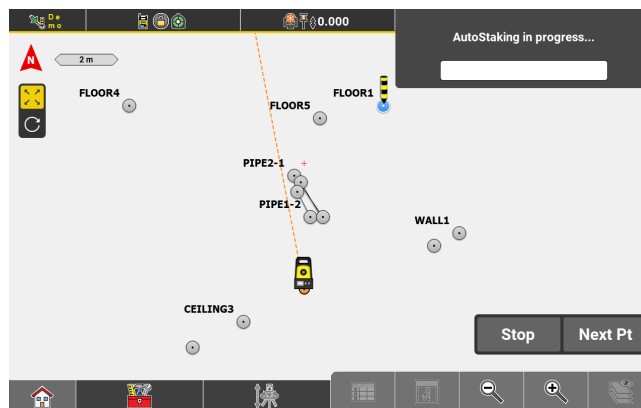 De
mo
0.000
AutoStaking in progress...
N
2 m
FLOOR4
FLOOR5
FLOOR1
PIPE2-1
PIPE1-2
WALL1
CEILING3
Stop
Next Pt